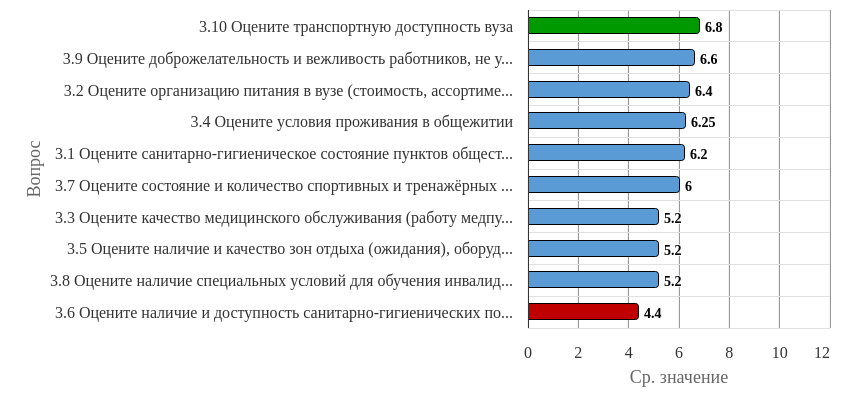 3.10 Оцените транспортную доступность вуза 6.8
3.9 Оцените доброжелательность и вежливость работников, не у... 6.6
3.2 Оцените организацию питания в вузе (стоимость, ассортиме... 6.4
3.4 Оцените условия проживания в общежитии 6.25
3.1 Оцените санитарно-гигиеническое состояние пунктов общест... 6.2
3.7 Оцените состояние и количество спортивных и тренажёрных ... 6
3.3 Оцените качество медицинского обслуживания (работу медпу... 5.2
3.5 Оцените наличие и качество зон отдыха (ожидания), оборуд... 5.2
3.8 Оцените наличие специальных условий для обучения инвалид... 5.2
3.6 Оцените наличие и доступность санитарно-гигиенических по... 4.4
Вопрос
0 2 4 6 8 10 12
Ср. значение